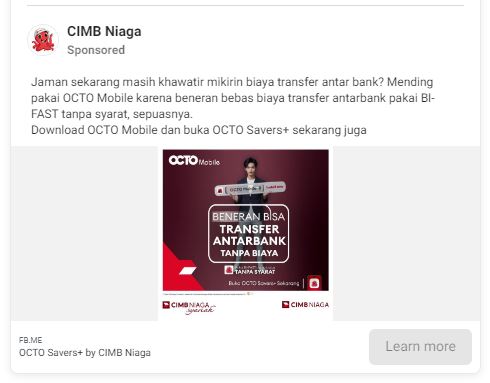 CIMB Niaga
Sponsored
Jaman sekarang masih khawatir mikirin biaya transfer antar bank? Mending
pakai OCTO Mobile karena beneran bebas biaya transfer antarbank pakai BI-
FAST tanpa syarat, sepuasnya.
Download OCTO Mobile dan buka OCTO Savers+ sekarang juga
OCTO Mobile
OCTO Mobile
BENERAN BISA
TRANSFER
ANTARBANK
TANPA BIAYA
TANPA SYARAT
Buka OCTO Savers+ Sekarang
CIMB NIAGA syariah
CIMB NIAGA
FB.ME
OCTO Savers+ by CIMB Niaga
Learn more